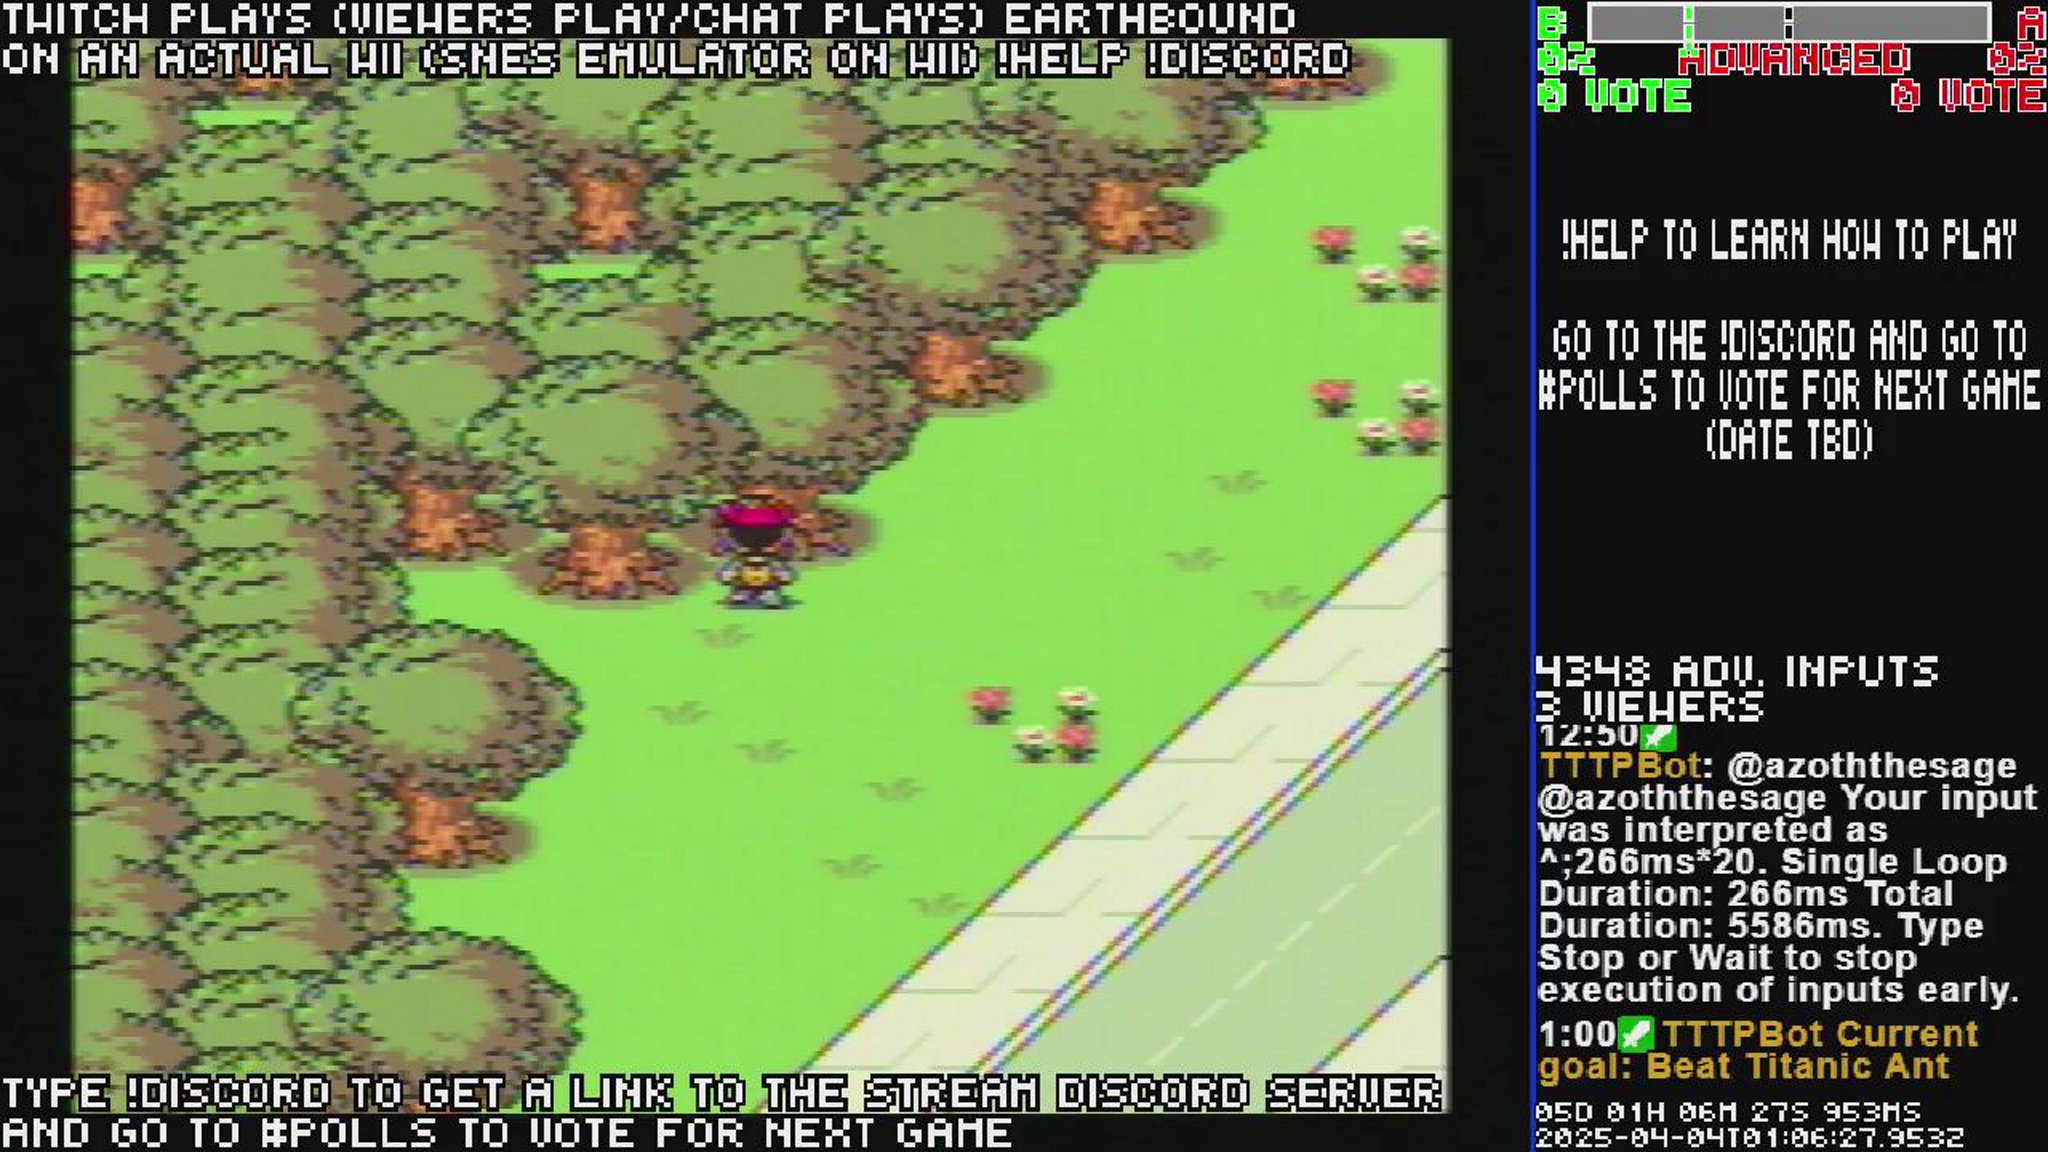 TWITCH PLAYS (VIEWERS PLAY/CHAT PLAYS) EARTHBOUND
ON AN ACTUAL WII (SNES EMULATOR ON WII) !HELP !DISCORD
B A
0% ADVANCED 0%
0 VOTE 0 VOTE
!HELP TO LEARN HOW TO PLAY
GO TO THE !DISCORD AND GO TO
#POLLS TO VOTE FOR NEXT GAME
(DATE TBD)
4348 ADV. INPUTS
3 VIEWERS
12:50
TTTPBot: @azoththesage
@azoththesage Your input
was interpreted as
^;266ms*20. Single Loop
Duration: 266ms Total
Duration: 5586ms. Type
Stop or Wait to stop
execution of inputs early.
1:00 TTTPBot Current
goal: Beat Titanic Ant
05D 01H 06M 27S 953MS
2025-04-04T01:06:27.953Z
TYPE !DISCORD TO GET A LINK TO THE STREAM DISCORD SERVER
AND GO TO #POLLS TO VOTE FOR NEXT GAME